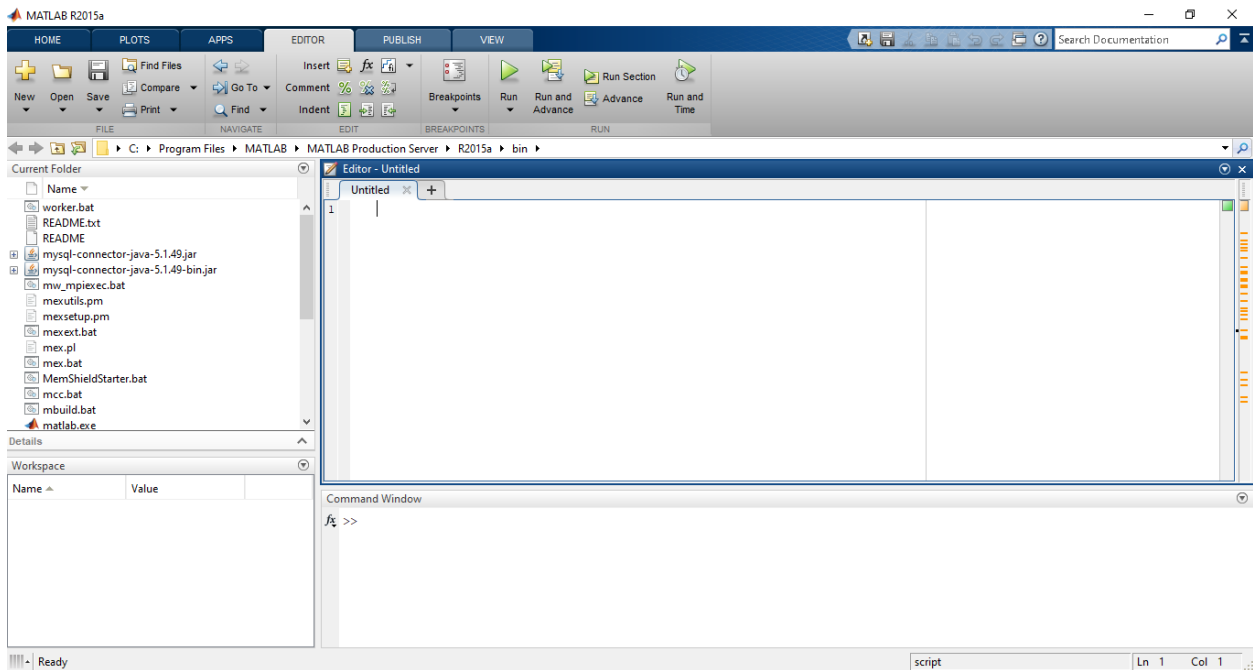 MATLAB R2015a
HOME PLOTS APPS EDITOR PUBLISH VIEW Search Documentation
New Open Save Find Files Compare Print
FILE
Go To Find
NAVIGATE
Insert fx
Comment
Indent
EDIT
Breakpoints
BREAKPOINTS
Run Run and Advance Run Section Advance Run and Time
RUN
C: Program Files MATLAB MATLAB Production Server R2015a bin
Current Folder
Name
worker.bat
README.txt
README
mysql-connector-java-5.1.49.jar
mysql-connector-java-5.1.49-bin.jar
mw_mpiexec.bat
mexutils.pm
mexsetup.pm
mexext.bat
mex.pl
mex.bat
MemShieldStarter.bat
mcc.bat
mbuild.bat
matlab.exe
Details
Workspace
Name Value
Editor - Untitled
Untitled +
1
Command Window
fx >>
Ready script Ln 1 Col 1